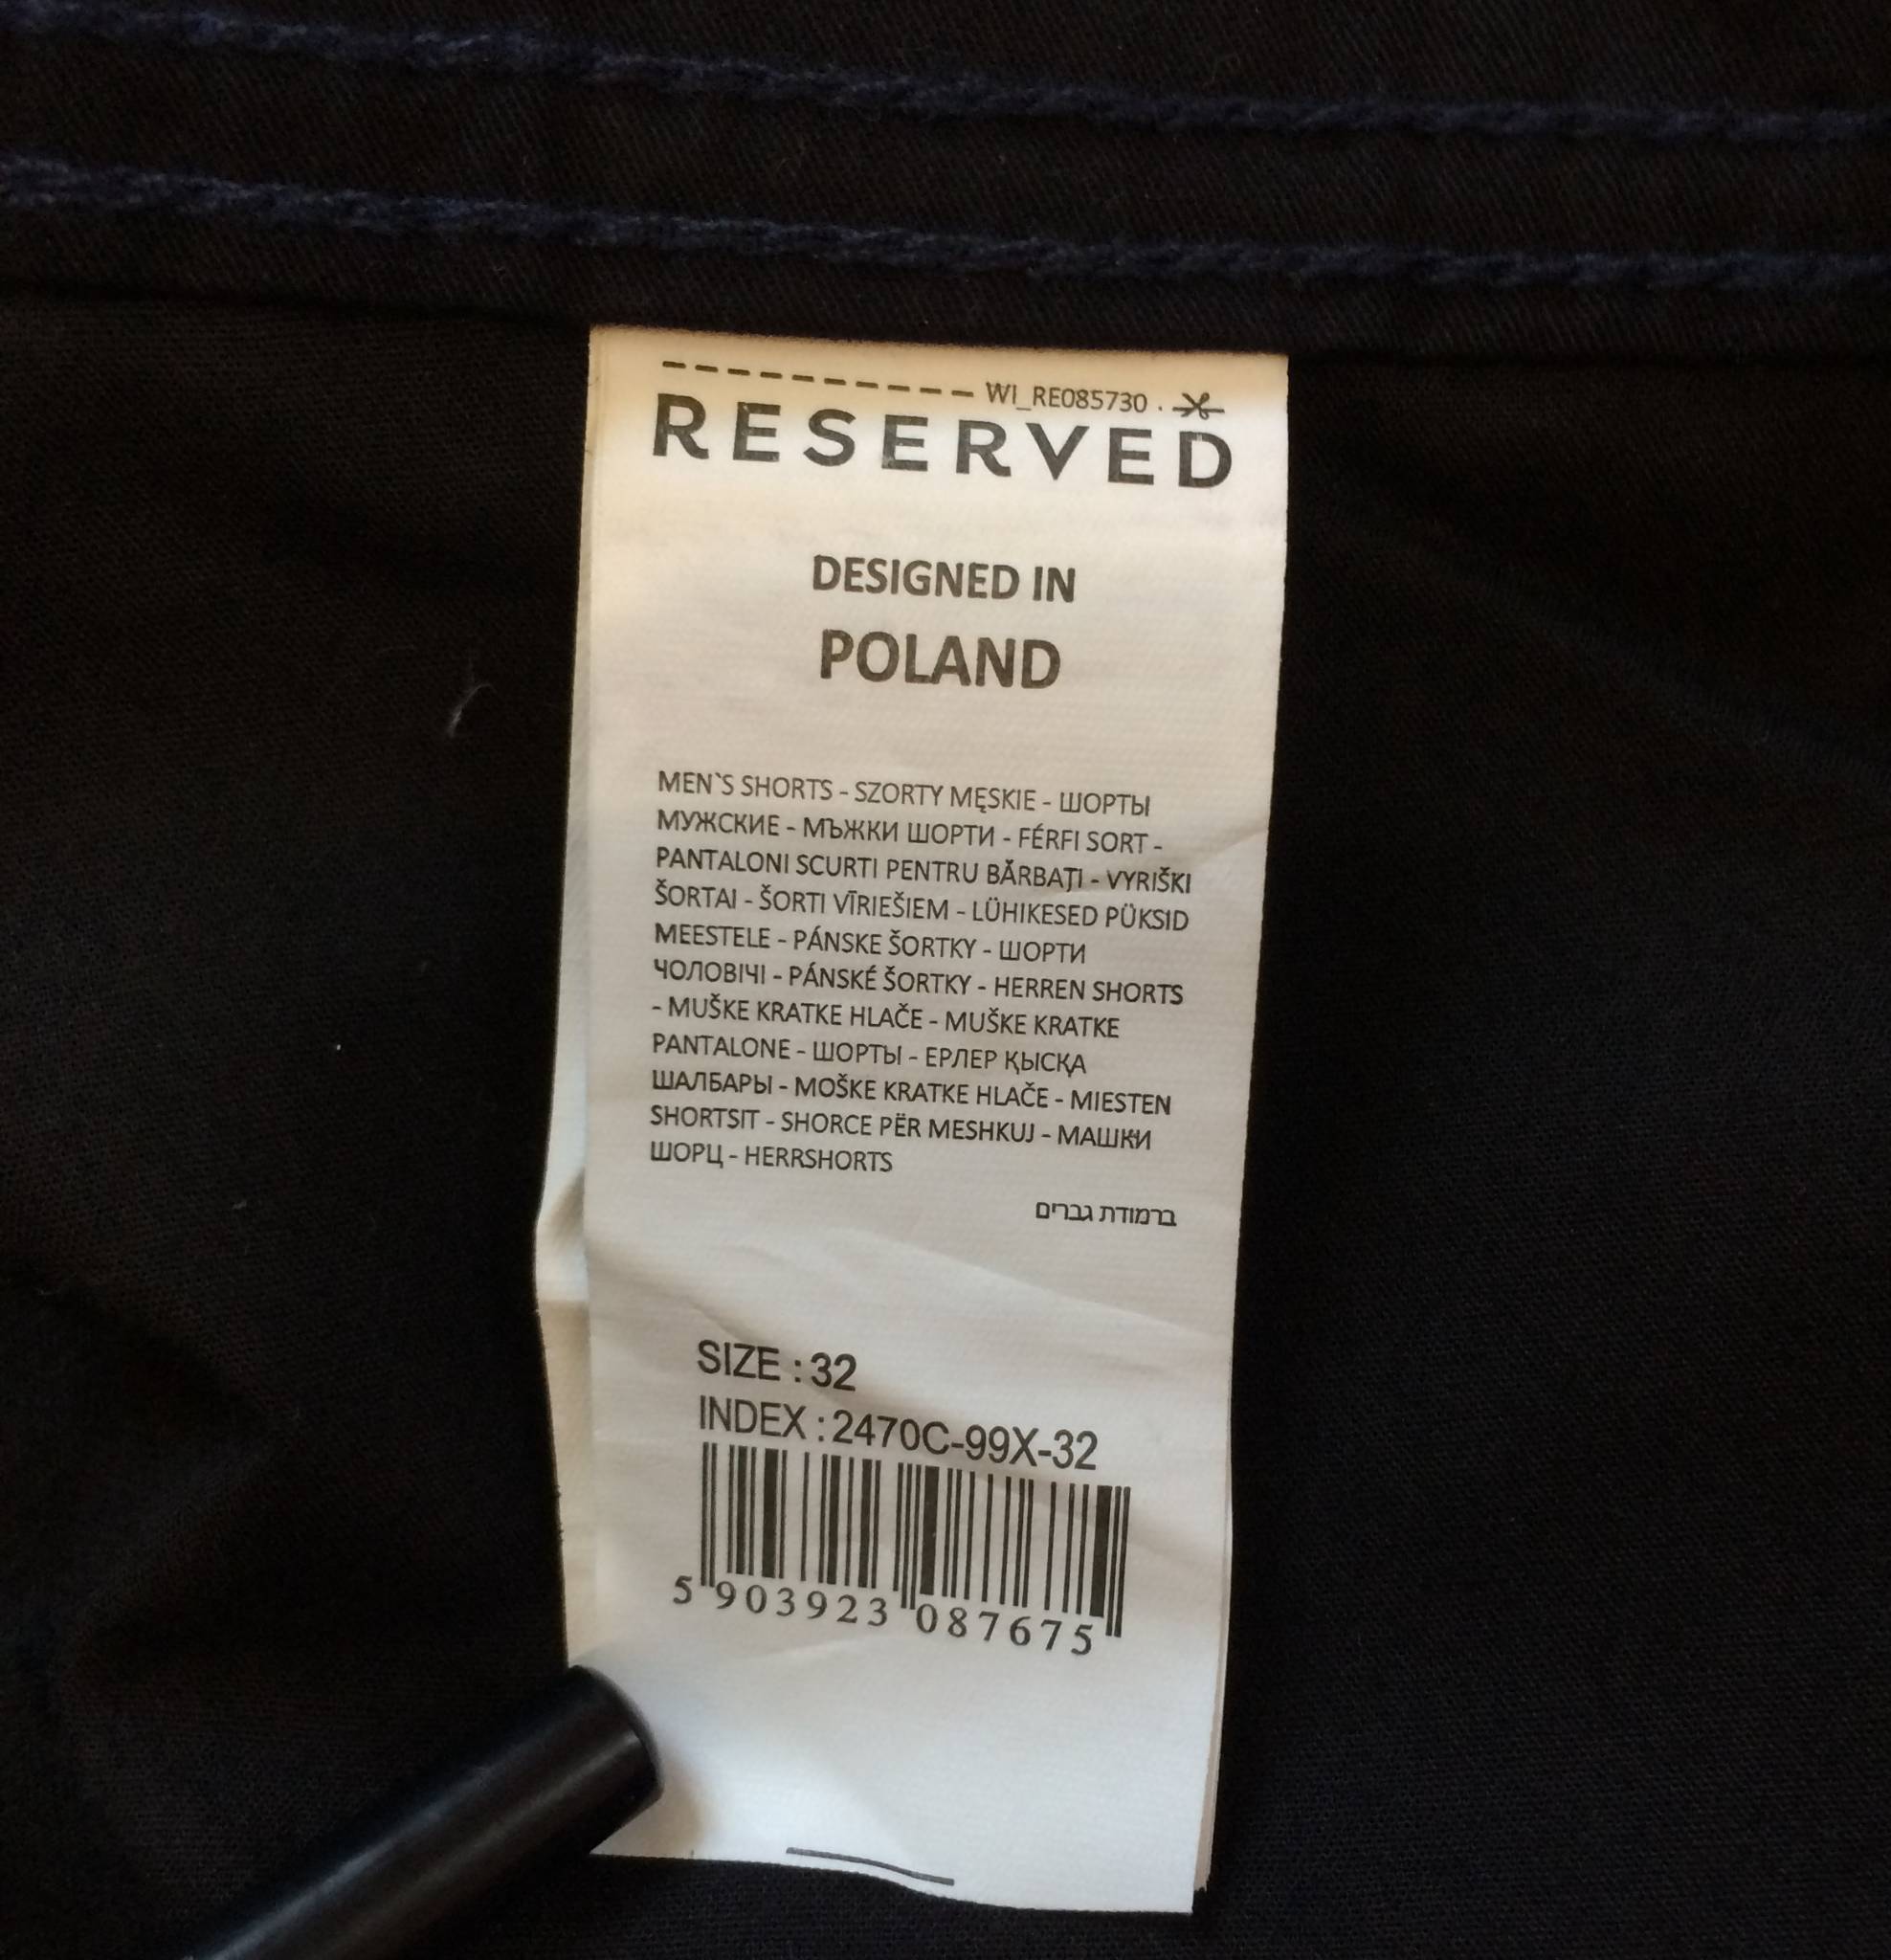 WI_RE085730
RESERVED
DESIGNED IN
POLAND
MEN`S SHORTS - SZORTY MĘSKIE - ШОРТЫ
МУЖСКИЕ - МЪЖКИ ШОРТИ - FÉRFI SORT -
PANTALONI SCURTI PENTRU BĂRBAŢI - VYRIŠKI
ŠORTAI - ŠORTI VĪRIEŠIEM - LÜHIKESED PÜKSID
MEESTELE - PÁNSKE ŠORTKY - ШОРТИ
ЧОЛОВІЧІ - PÁNSKÉ ŠORTKY - HERREN SHORTS
- MUŠKE KRATKE HLAČE - MUŠKE KRATKE
PANTALONE - ШОРТЫ - ЕРЛЕР ҚЫСҚА
ШАЛБАРЫ - MOŠKE KRATKE HLAČE - MIESTEN
SHORTSIT - SHORCE PËR MESHKUJ - МАШКИ
ШОРЦ - HERRSHORTS
ברמודת גברים
SIZE : 32
INDEX : 2470C-99X-32
5 903923 087675